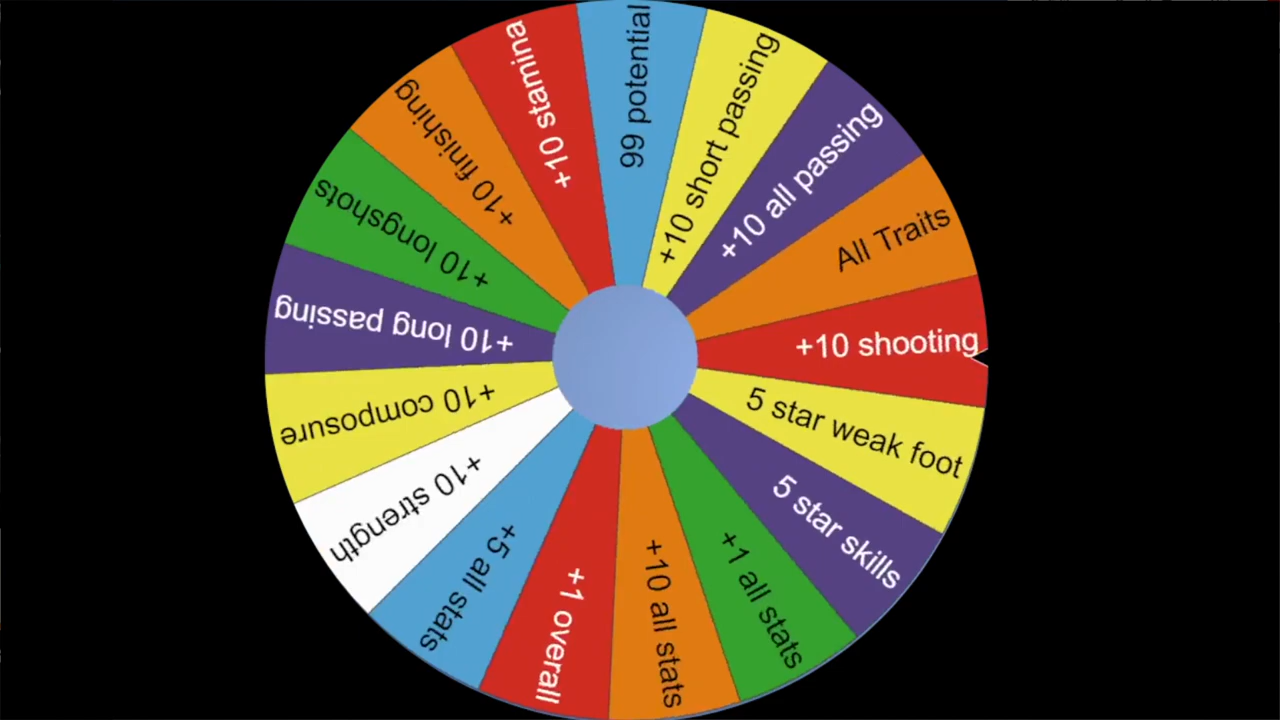 99 potential
+10 short passing
+10 all passing
All Traits
+10 shooting
5 star weak foot
5 star skills
+1 all stats
+10 all stats
+1 overall
+5 all stats
+10 strength
+10 composure
+10 long passing
+10 longshots
+10 finishing
+10 stamina